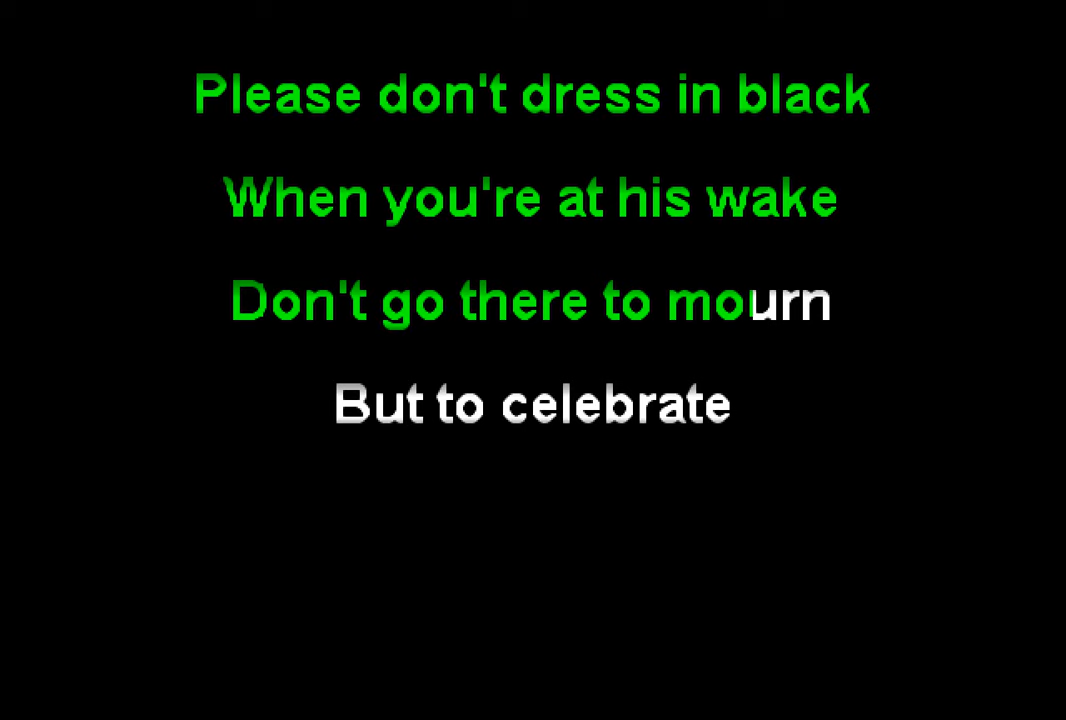 Please don't dress in black
When you're at his wake
Don't go there to mourn
But to celebrate